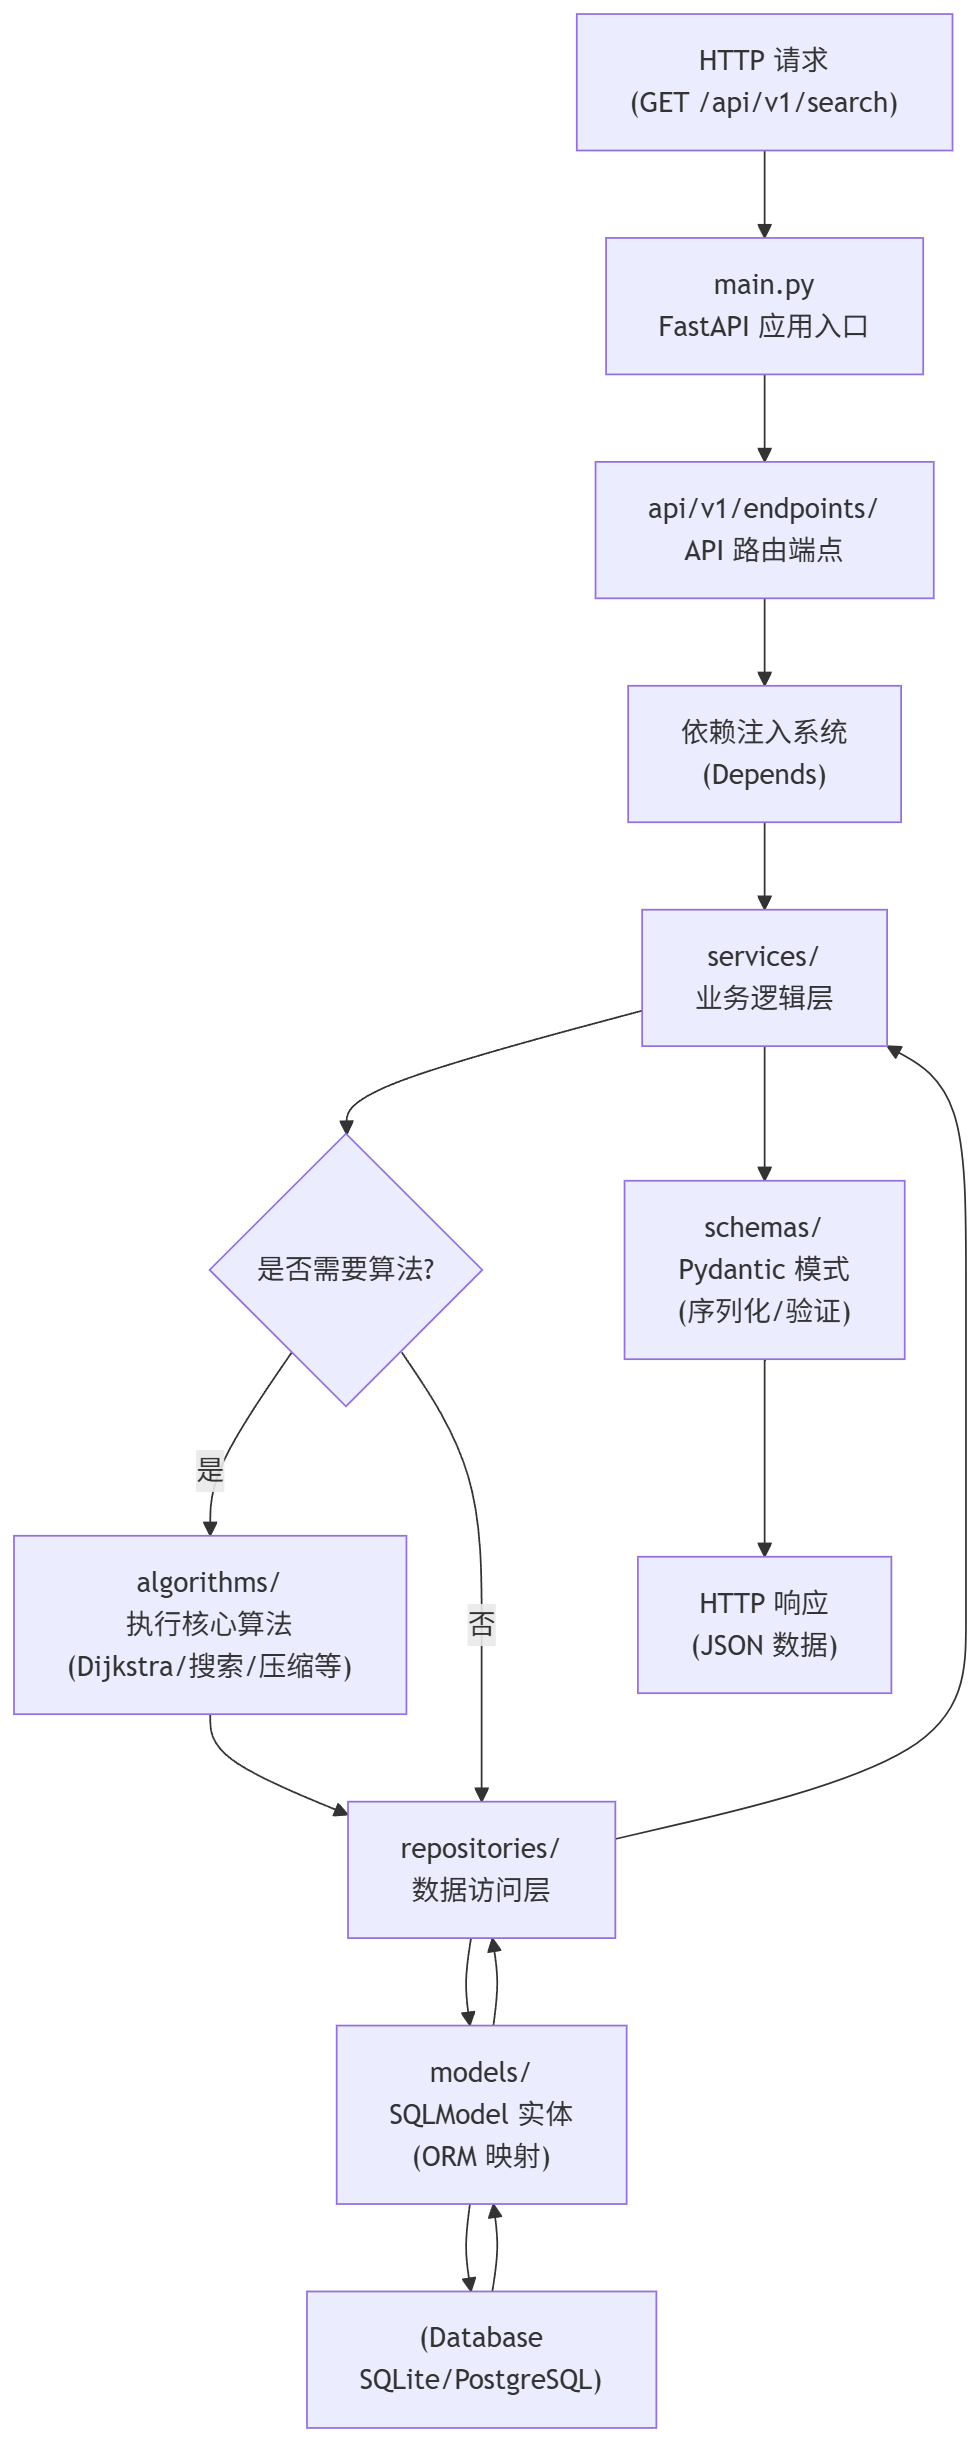 HTTP 请求
(GET /api/v1/search)
main.py
FastAPI 应用入口
api/v1/endpoints/
API 路由端点
依赖注入系统
(Depends)
services/
业务逻辑层
是否需要算法?
schemas/
Pydantic 模式
(序列化/验证)
是
否
algorithms/
执行核心算法
(Dijkstra/搜索/压缩等)
HTTP 响应
(JSON 数据)
repositories/
数据访问层
models/
SQLModel 实体
(ORM 映射)
(Database
SQLite/PostgreSQL)